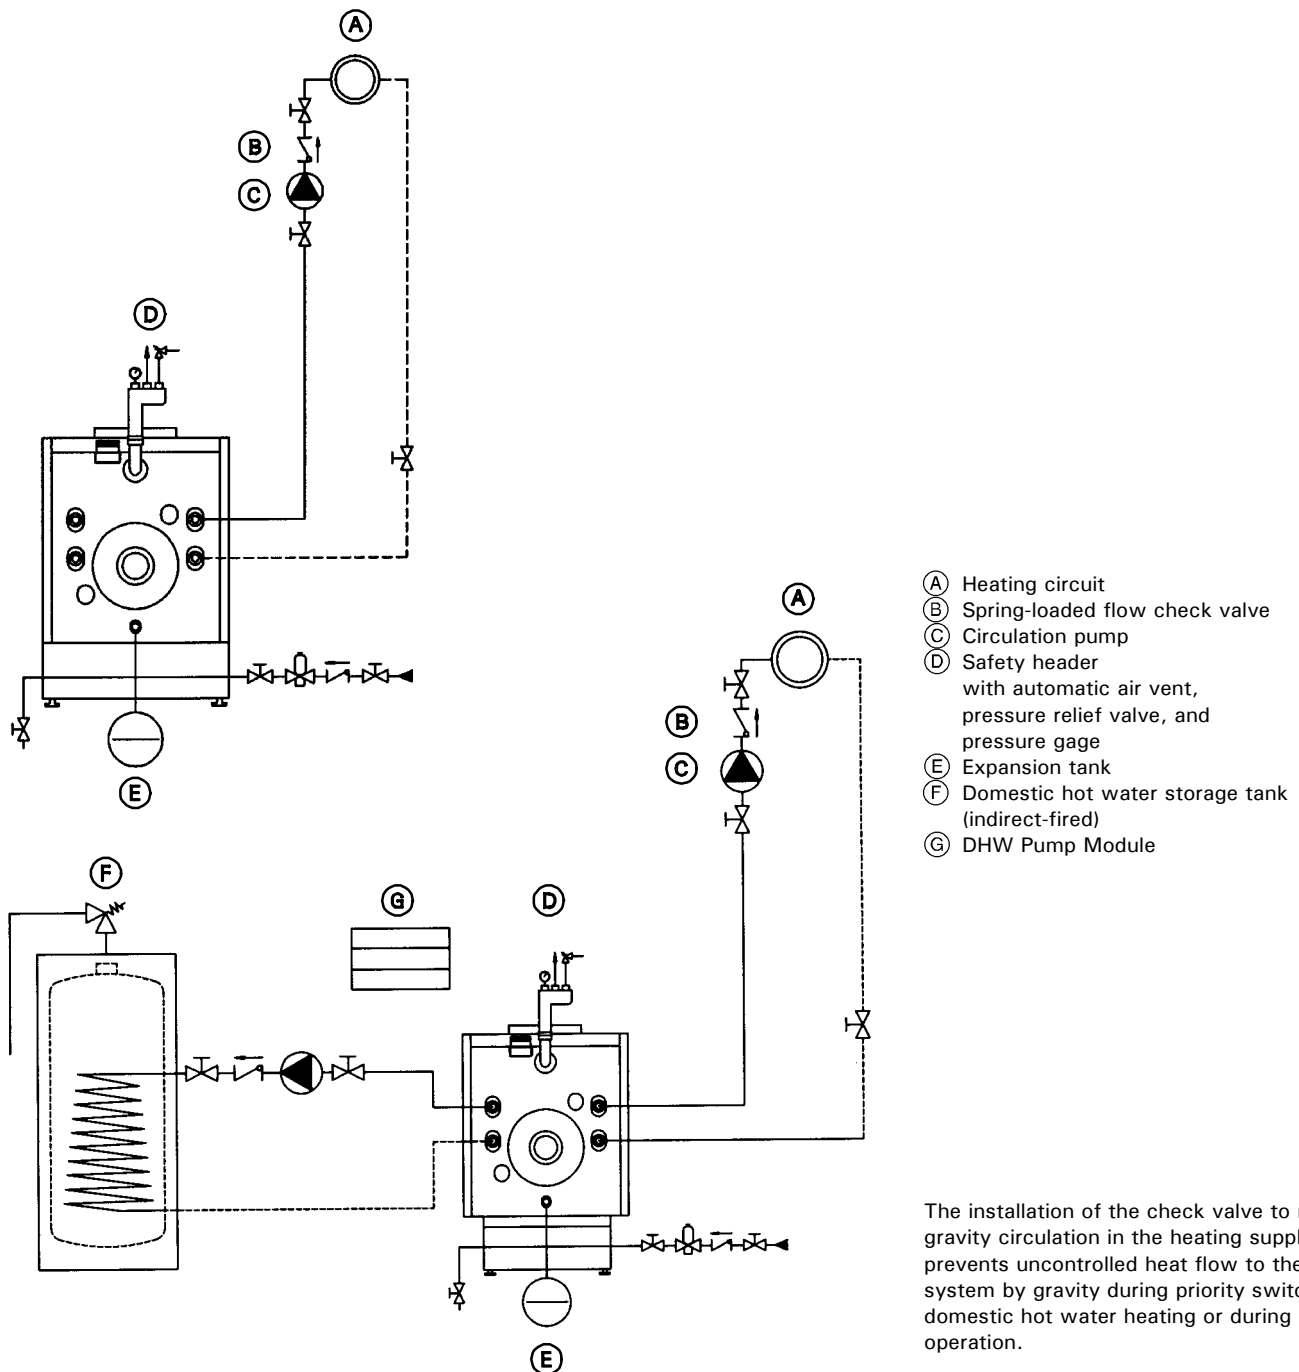 A
B
C
D
E
A
B
C
F
G
D
E
A Heating circuit
B Spring-loaded flow check valve
C Circulation pump
D Safety header
with automatic air vent,
pressure relief valve, and
pressure gage
E Expansion tank
F Domestic hot water storage tank
(indirect-fired)
G DHW Pump Module
The installation of the check valve to
gravity circulation in the heating
prevents uncontrolled heat flow to the
system by gravity during priority
domestic hot water heating or during
operation.